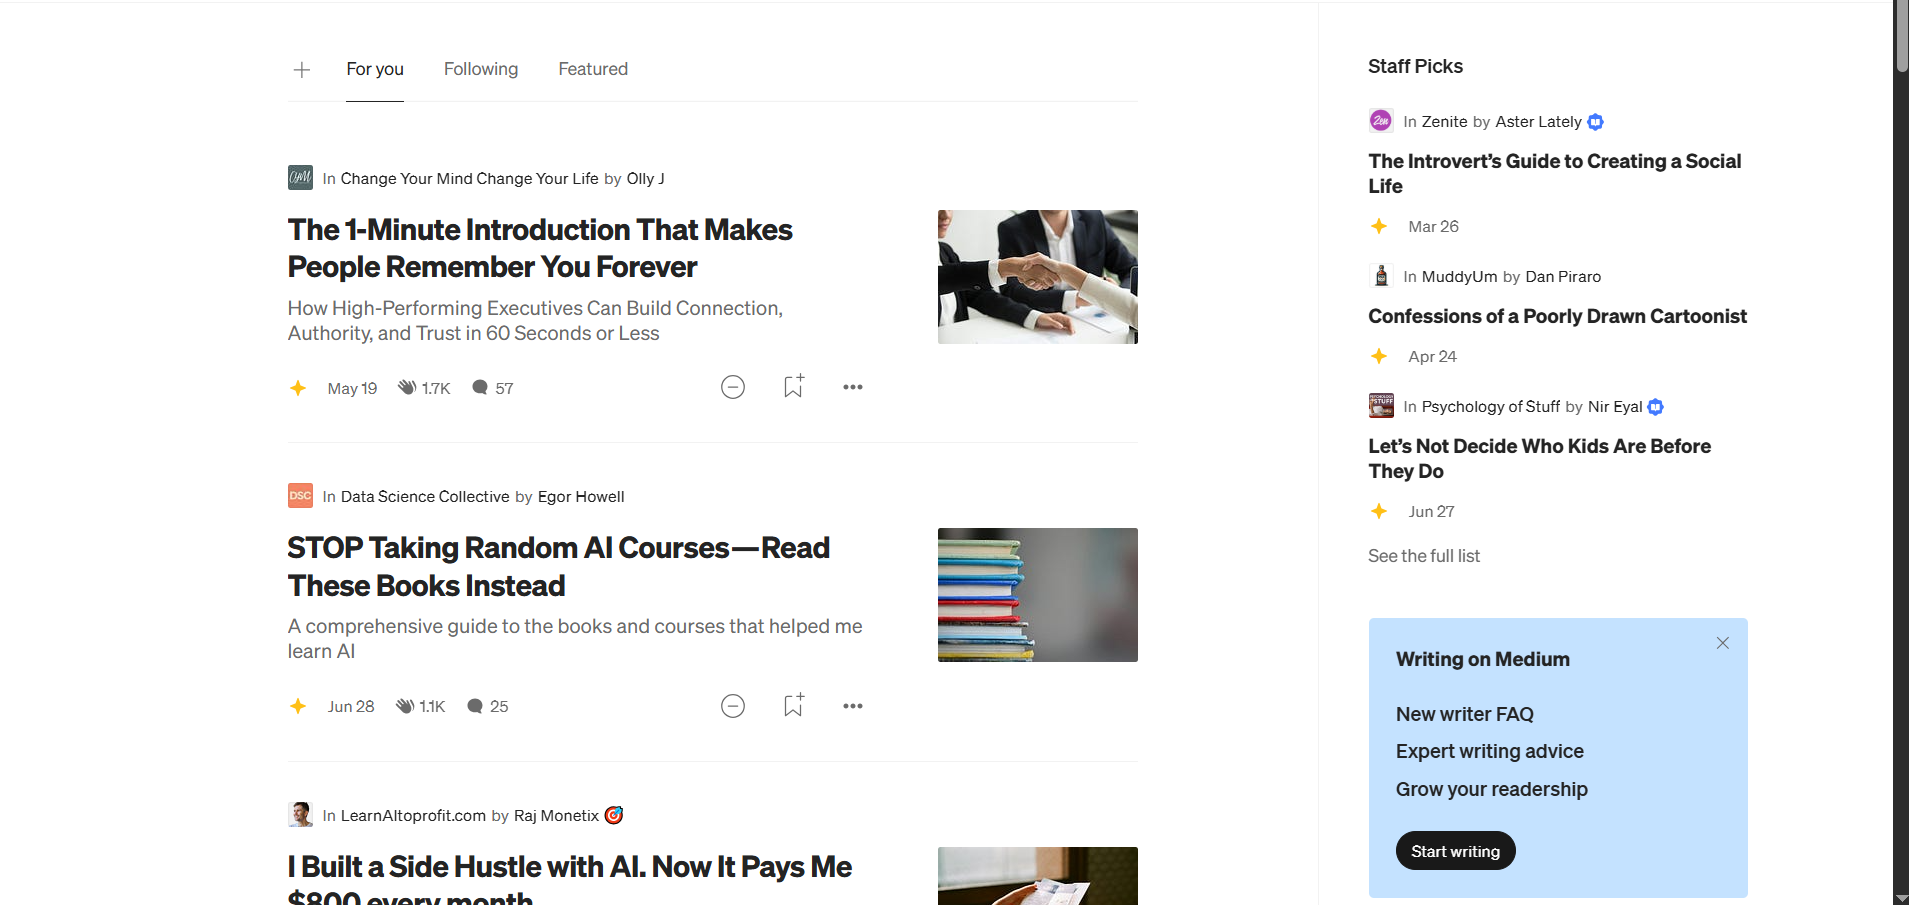 For you
Following
Featured
In Change Your Mind Change Your Life by Olly J
The 1-Minute Introduction That Makes
People Remember You Forever
How High-Performing Executives Can Build Connection,
Authority, and Trust in 60 Seconds or Less
May 19
1.7K
57
DSC
In Data Science Collective by Egor Howell
STOP Taking Random AI Courses—Read
These Books Instead
A comprehensive guide to the books and courses that helped me
learn AI
Jun 28
1.1K
25
In LearnAItoprofit.com by Raj Monetix 🎯
I Built a Side Hustle with AI. Now It Pays Me
$800 every month
Staff Picks
Zen
In Zenite by Aster Lately
The Introvert’s Guide to Creating a Social
Life
Mar 26
In MuddyUm by Dan Piraro
Confessions of a Poorly Drawn Cartoonist
Apr 24
In Psychology of Stuff by Nir Eyal
Let’s Not Decide Who Kids Are Before
They Do
Jun 27
See the full list
Writing on Medium
New writer FAQ
Expert writing advice
Grow your readership
Start writing